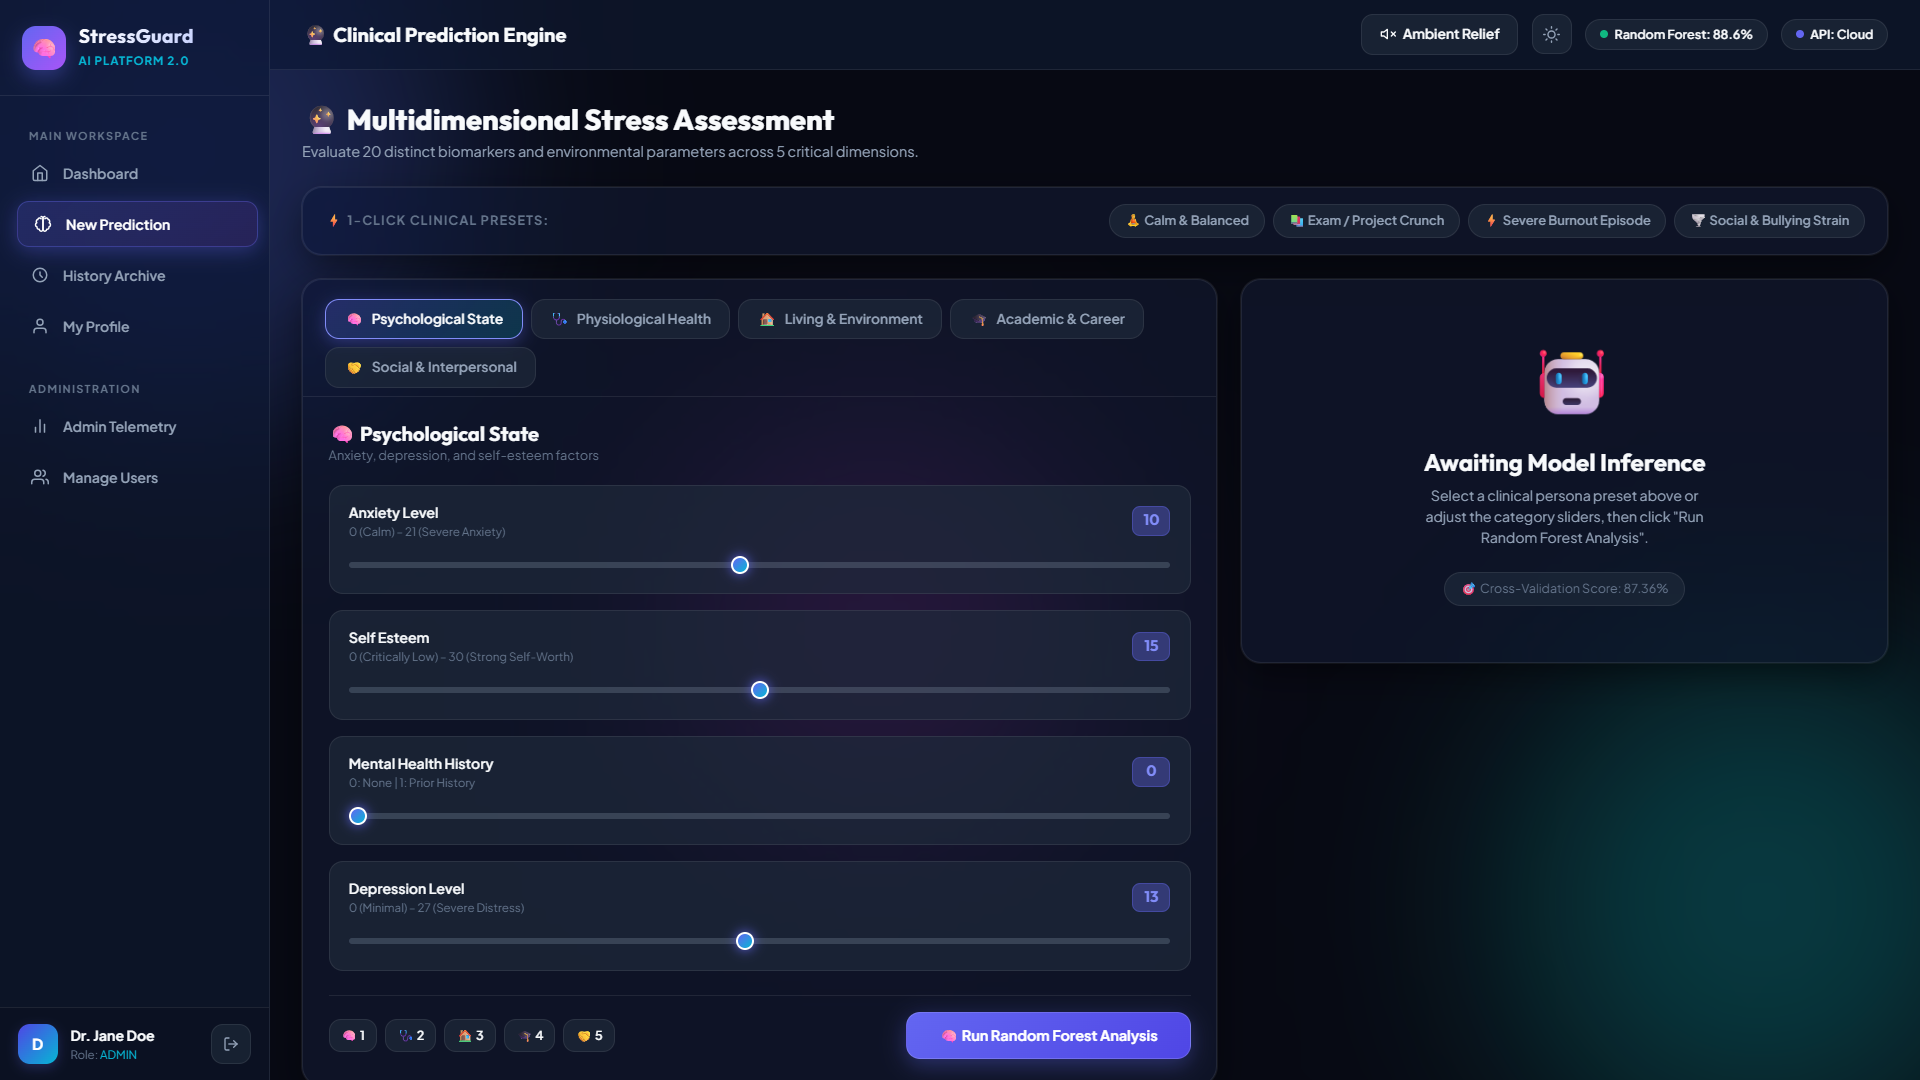 StressGuard
AI PLATFORM 2.0
MAIN WORKSPACE
Dashboard
New Prediction
History Archive
My Profile
ADMINISTRATION
Admin Telemetry
Manage Users
D
Dr. Jane Doe
Role: ADMIN
Clinical Prediction Engine
Ambient Relief
Random Forest: 88.6%
API: Cloud
Multidimensional Stress Assessment
Evaluate 20 distinct biomarkers and environmental parameters across 5 critical dimensions.
1-CLICK CLINICAL PRESETS:
Calm & Balanced
Exam / Project Crunch
Severe Burnout Episode
Social & Bullying Strain
Psychological State
Physiological Health
Living & Environment
Academic & Career
Social & Interpersonal
Psychological State
Anxiety, depression, and self-esteem factors
Anxiety Level
0 (Calm) - 21 (Severe Anxiety)
10
Self Esteem
0 (Critically Low) - 30 (Strong Self-Worth)
15
Mental Health History
0: None | 1: Prior History
0
Depression Level
0 (Minimal) - 27 (Severe Distress)
13
1
2
3
4
5
Run Random Forest Analysis
Awaiting Model Inference
Select a clinical persona preset above or
adjust the category sliders, then click "Run
Random Forest Analysis".
Cross-Validation Score: 87.36%